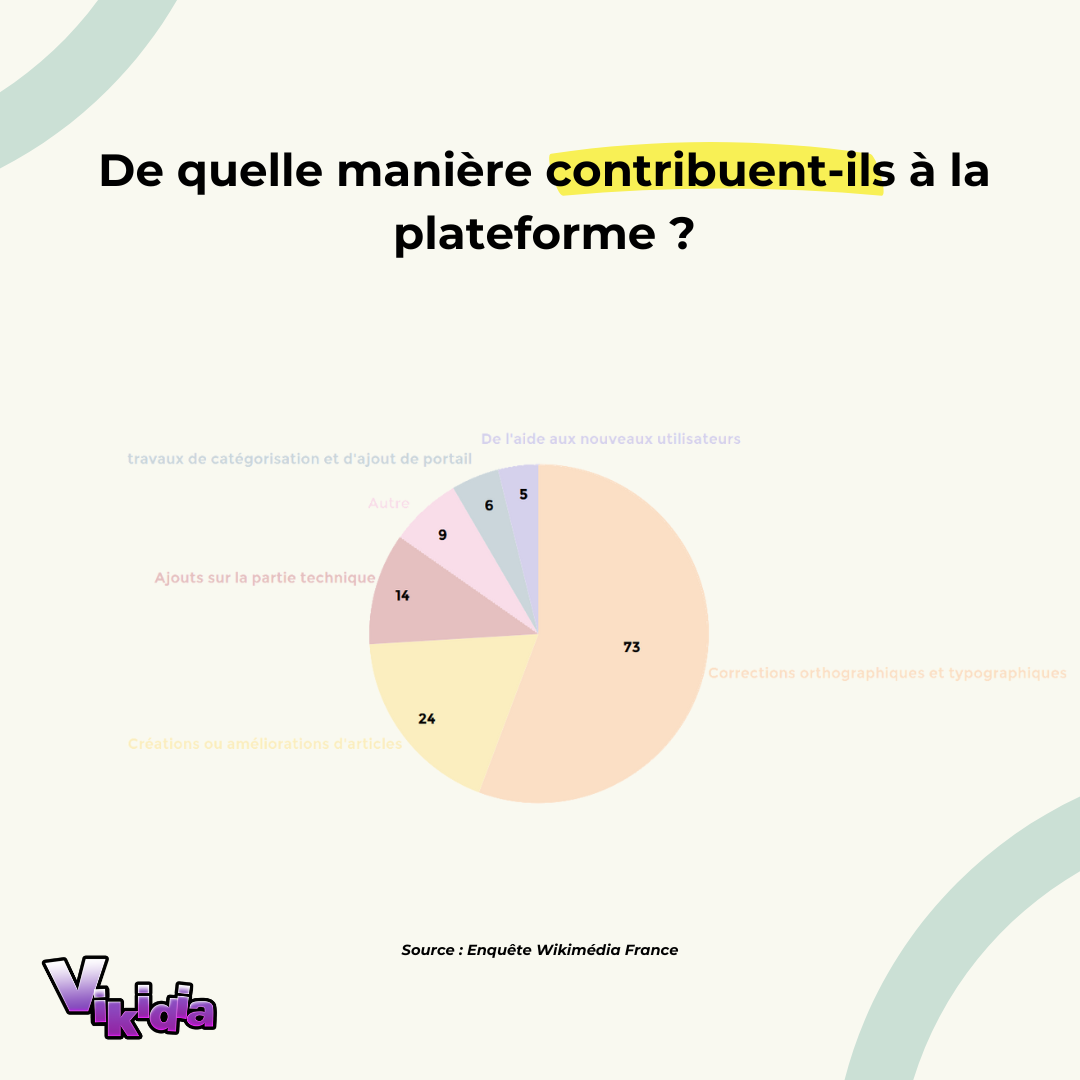 De quelle manière contribuent-ils à la
plateforme ?
De l'aide aux nouveaux utilisateurs
travaux de catégorisation et d'ajout de portail
5
6
Autre
9
Ajouts sur la partie technique
14
73
Corrections orthographiques et typographiques
24
Créations ou améliorations d'articles
Source : Enquête Wikimédia France
Vikidia